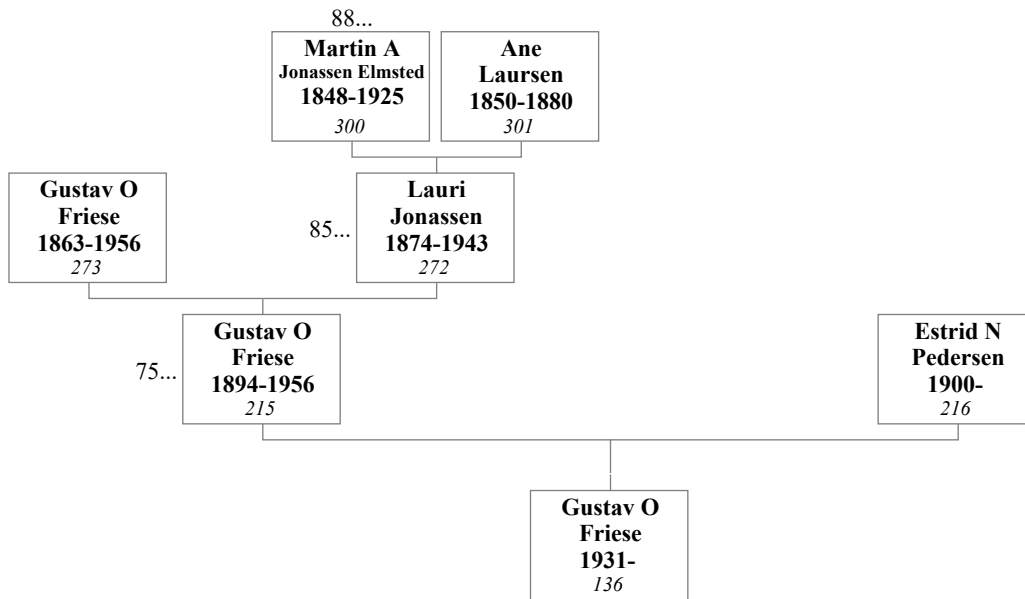 88...
Martin A
Jonassen Elmsted
1848-1925
300
Ane
Laursen
1850-1880
301
Gustav O
Friese
1863-1956
273
85...
Lauri
Jonassen
1874-1943
272
75...
Gustav O
Friese
1894-1956
215
Estrid N
Pedersen
1900-
216
Gustav O
Friese
1931-
136